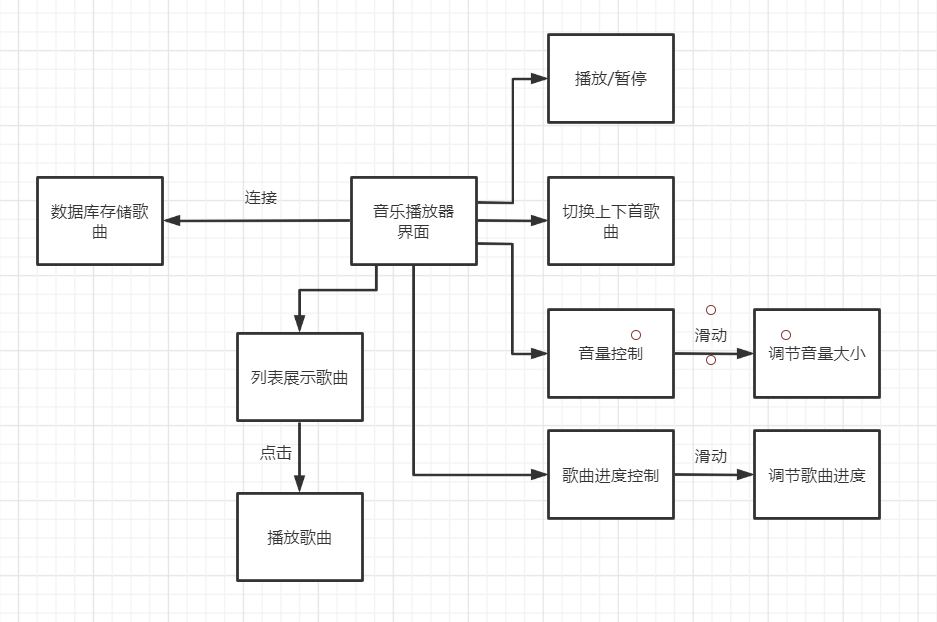 播放/暂停
连接
数据库存储歌
曲
音乐播放器
界面
切换上下首歌
曲
音量控制
滑动
调节音量大小
列表展示歌曲
点击
歌曲进度控制
滑动
调节歌曲进度
播放歌曲